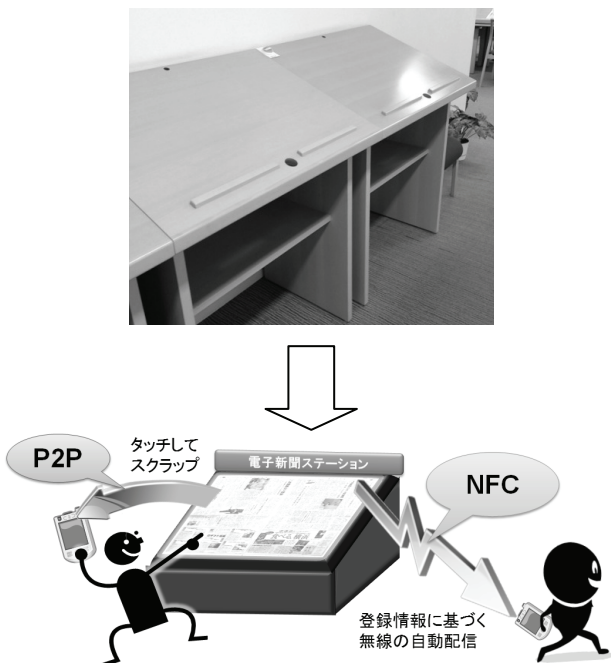 P2P
タッチして
スクラップ
電子新聞ステーション
NFC
登録情報に基づく
無線の自動配信